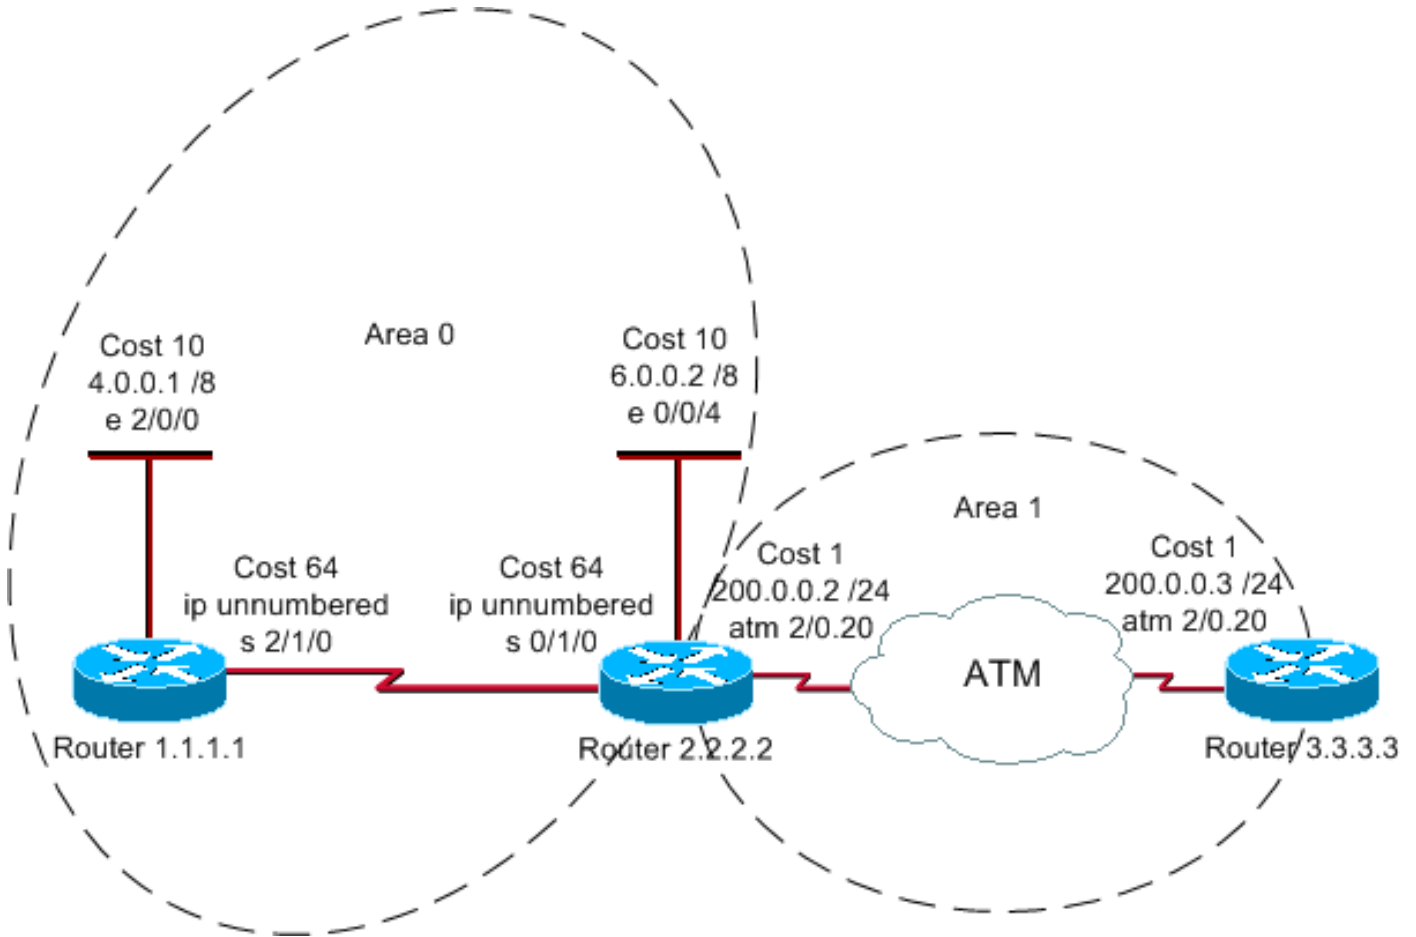 Area 0
Cost 10
4.0.0.1 /8
e 2/0/0
Cost 10
6.0.0.2 /8
e 0/0/4
Area 1
Cost 64
ip unnumbered
s 2/1/0
Cost 64
ip unnumbered
s 0/1/0
Cost 1
200.0.0.2 /24
atm 2/0.20
Cost 1
200.0.0.3 /24
atm 2/0.20
ATM
Router 1.1.1.1
Router 2.2.2.2
Router 3.3.3.3